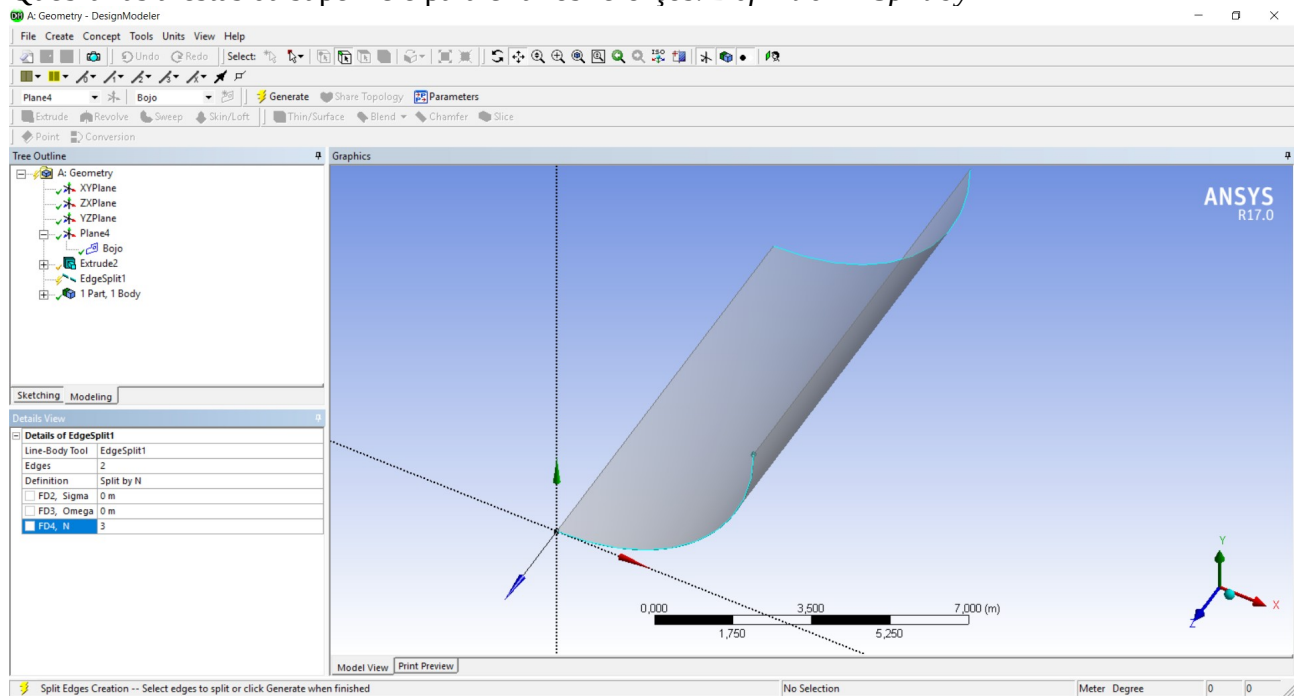 A: Geometry - DesignModeler
File Create Concept Tools Units View Help
Undo Redo Select:
Plane4 Bojo Generate Share Topology Parameters
Extrude Revolve Sweep Skin/Loft Thin/Surface Blend Chamfer Slice
Point Conversion
Tree Outline
A: Geometry
XYPlane
ZXPlane
YZPlane
Plane4
Bojo
Extrude2
EdgeSplit1
1 Part, 1 Body
Sketching Modeling
Details View
Details of EdgeSplit1
Line-Body Tool EdgeSplit1
Edges 2
Definition Split by N
FD2, Sigma 0 m
FD3, Omega 0 m
FD4, N 3
Graphics
ANSYS
R17.0
0,000 3,500 7,000 (m)
1,750 5,250
Y
X
Z
Model View Print Preview
Split Edges Creation -- Select edges to split or click Generate when finished No Selection Meter Degree 0 0